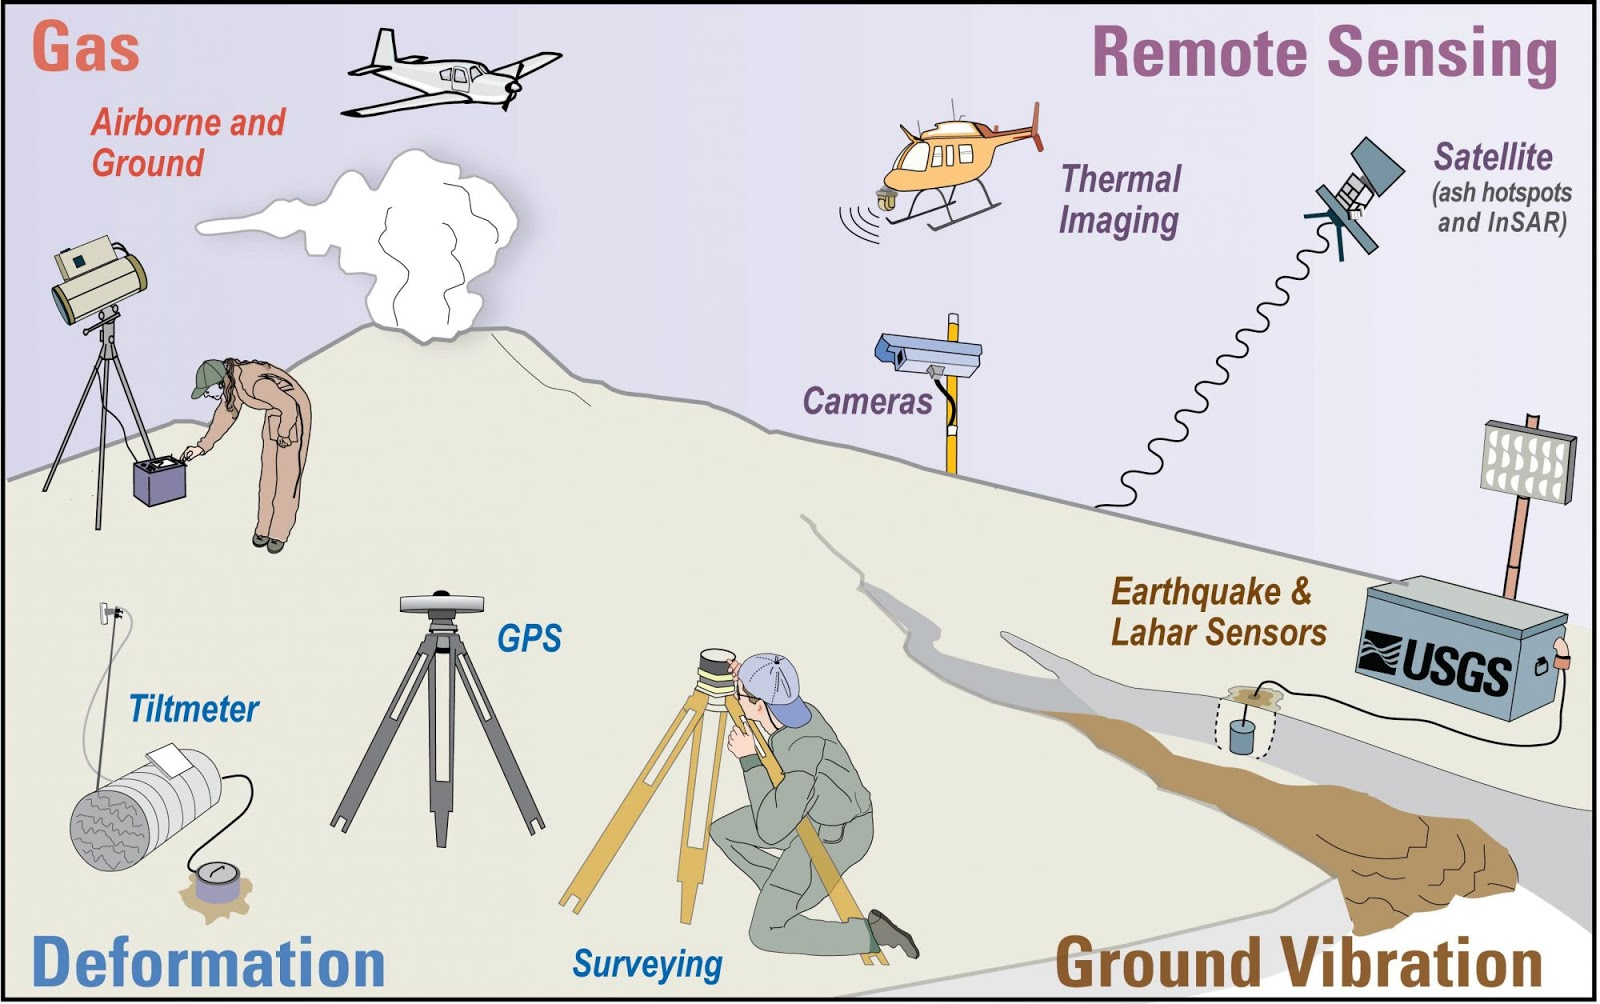 Gas
Airborne and
Ground
Remote Sensing
Thermal
Imaging
Satellite
(ash hotspots
and InSAR)
Cameras
Earthquake &
Lahar Sensors
USGS
GPS
Tiltmeter
Surveying
Deformation
Ground Vibration